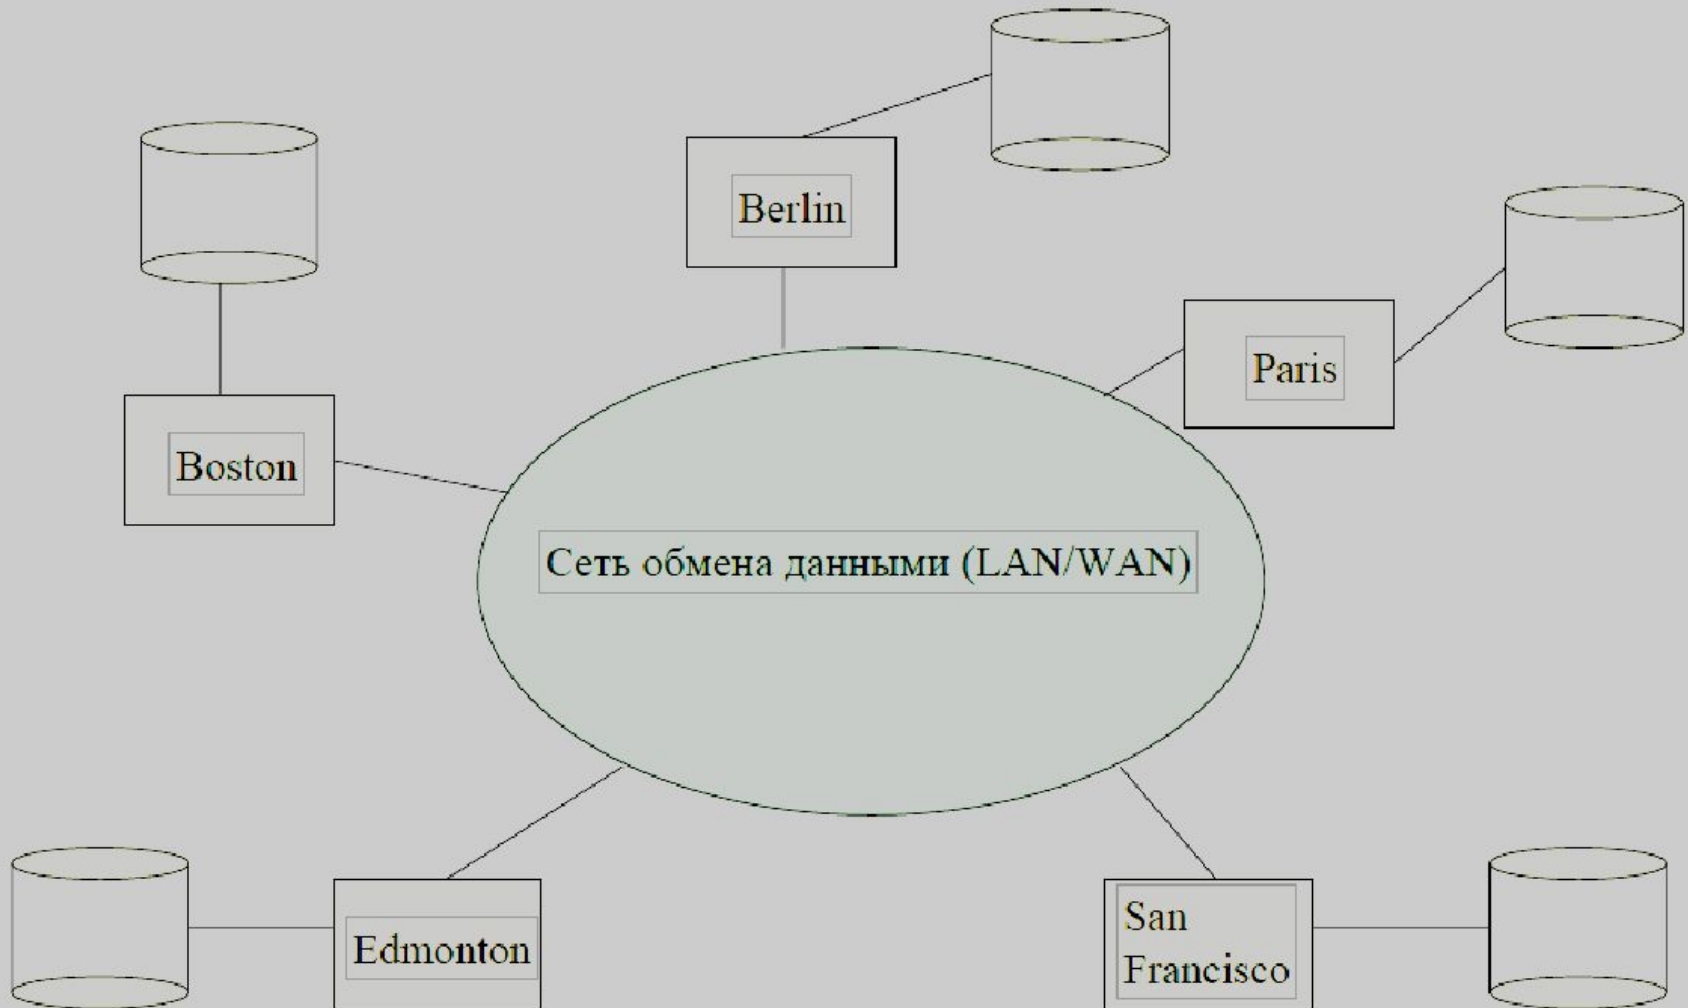 Berlin
Paris
Boston
Сеть обмена данными (LAN/WAN)
Edmonton
San
Francisco